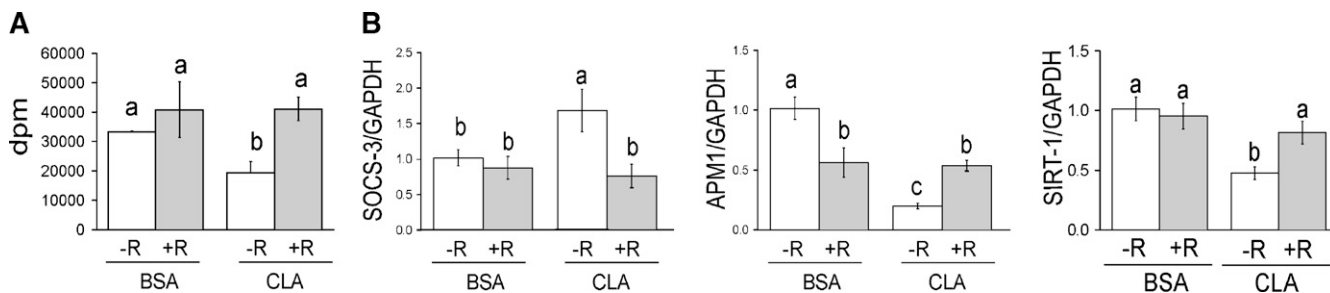 A
dpm
60000
50000
40000
30000
20000
10000
0
a
a
b
a
-R +R -R +R
BSA CLA
B
SOCS-3/GAPDH
2.5
2.0
1.5
1.0
0.5
0.0
b
b
a
b
-R +R -R +R
BSA CLA
APM1/GAPDH
1.5
1.0
0.5
0.0
a
b
c
b
-R +R -R +R
BSA CLA
SIRT-1/GAPDH
1.5
1.0
0.5
0.0
a
a
b
a
-R +R -R +R
BSA CLA